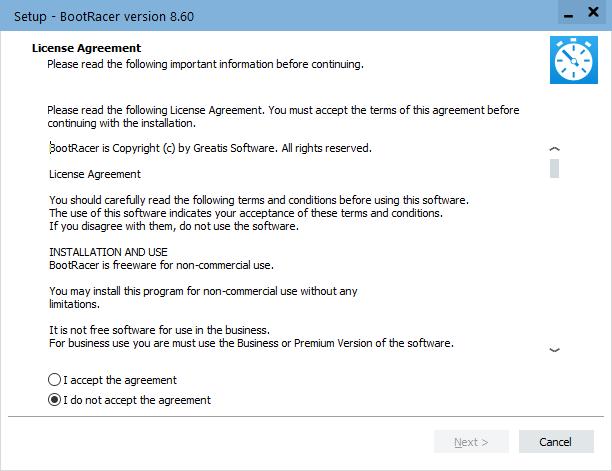 Setup - BootRacer version 8.60
License Agreement
Please read the following important information before continuing.
Please read the following License Agreement. You must accept the terms of this agreement before
continuing with the installation.
BootRacer is Copyright (c) by Greatis Software. All rights reserved.
License Agreement
You should carefully read the following terms and conditions before using this software.
The use of this software indicates your acceptance of these terms and conditions.
If you disagree with them, do not use the software.
INSTALLATION AND USE
BootRacer is freeware for non-commercial use.
You may install this program for non-commercial use without any
limitations.
It is not free software for use in the business.
For business use you are must use the Business or Premium Version of the software.
I accept the agreement
I do not accept the agreement
Next >
Cancel